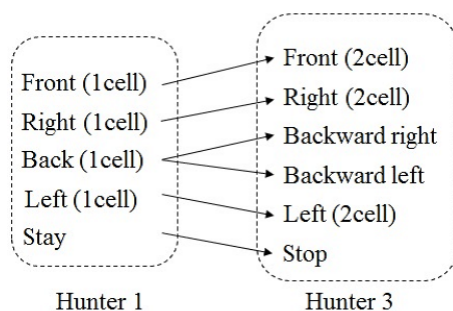 Front (1cell)
Right (1cell)
Back (1cell)
Left (1cell)
Stay
Hunter 1
Front (2cell)
Right (2cell)
Backward right
Backward left
Left (2cell)
Stop
Hunter 3